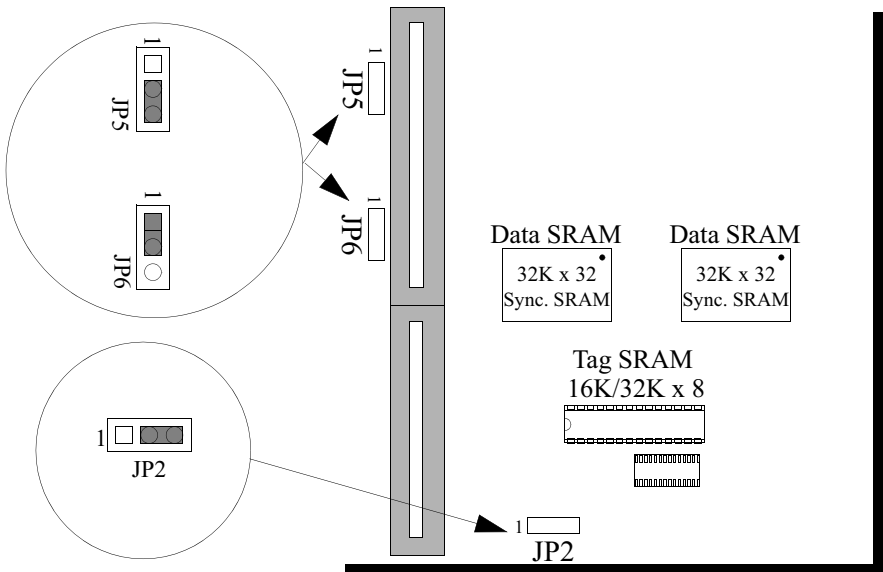 1
JP5
1
JP6
1
JP5
1
JP6
Data SRAM
32K x 32
Sync. SRAM
Data SRAM
32K x 32
Sync. SRAM
Tag SRAM
16K/32K x 8
1
JP2
1
JP2